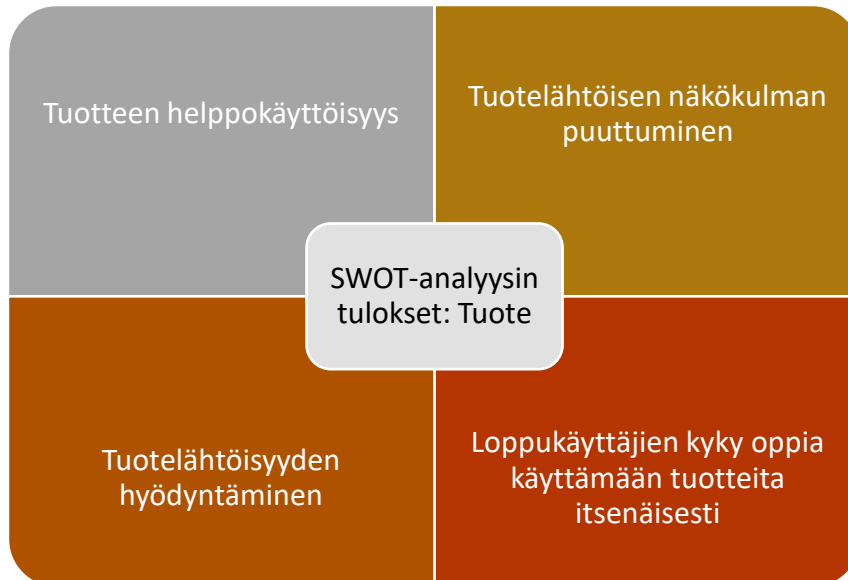 Tuotteen helppokäyttöisyys
Tuotelähtöisen näkökulman
puuttuminen
SWOT-analyysin
tulokset: Tuote
Tuotelähtöisyyden
hyödyntäminen
Loppukäyttäjien kyky oppia
käyttämään tuotteita
itsenäisesti